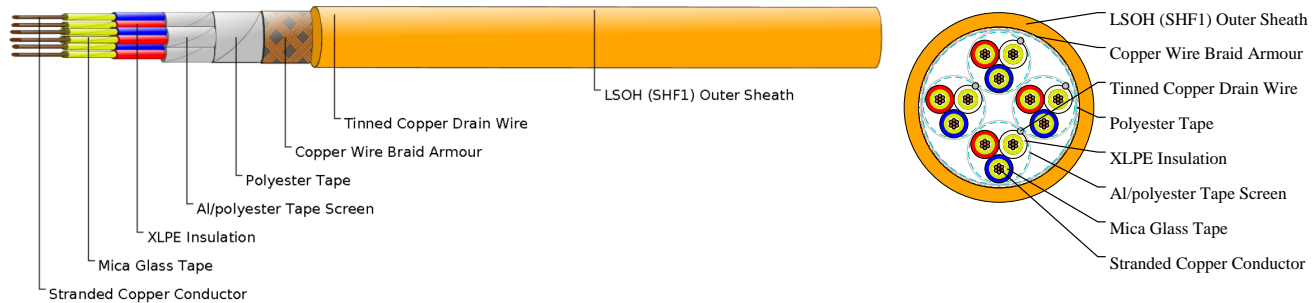 LSOH (SHF1) Outer Sheath
Tinned Copper Drain Wire
Copper Wire Braid Armour
Polyester Tape
Al/polyester Tape Screen
XLPE Insulation
Mica Glass Tape
Stranded Copper Conductor
LSOH (SHF1) Outer Sheath
Copper Wire Braid Armour
Tinned Copper Drain Wire
Polyester Tape
XLPE Insulation
Al/polyester Tape Screen
Mica Glass Tape
Stranded Copper Conductor